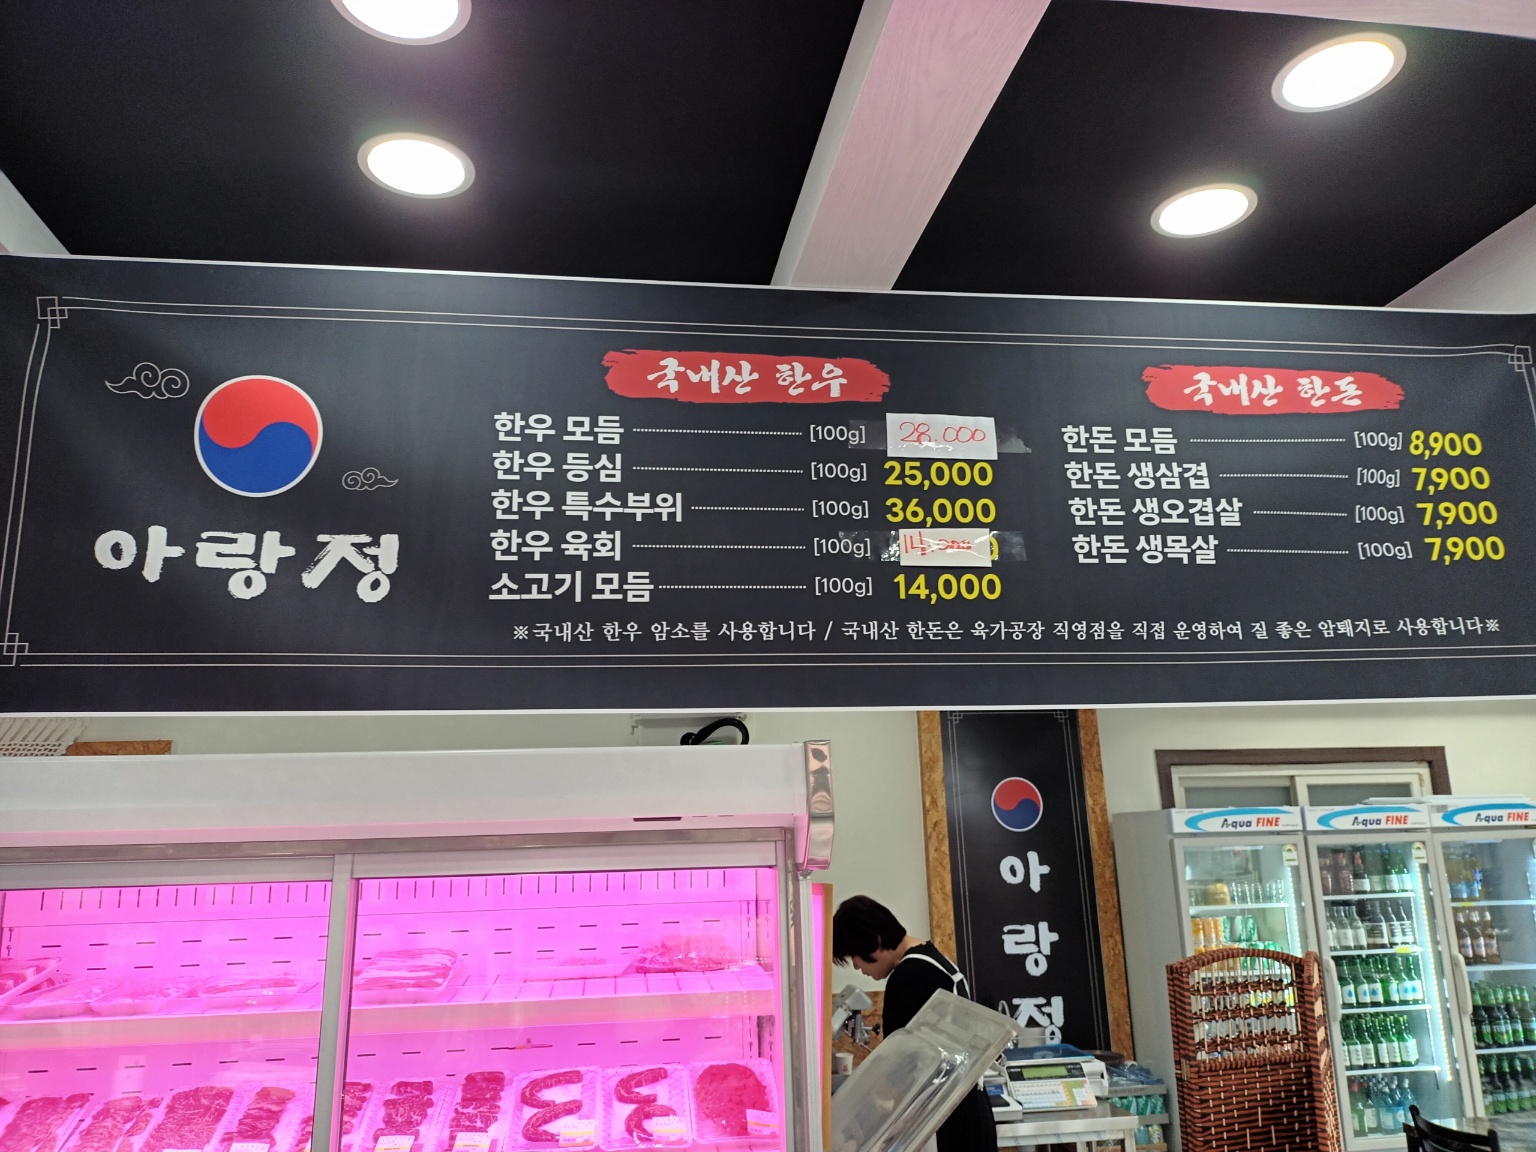 아랑정
국내산 한우
한우 모듬 [100g] 28,000
한우 등심 [100g] 25,000
한우 특수부위 [100g] 36,000
한우 육회 [100g] 14,000
소고기 모듬 [100g] 14,000
국내산 한돈
한돈 모듬 [100g] 8,900
한돈 생삼겹 [100g] 7,900
한돈 생오겹살 [100g] 7,900
한돈 생목살 [100g] 7,900
※국내산 한우 암소를 사용합니다 / 국내산 한돈은 육가공장 직영점을 직접 운영하여 질 좋은 암퇘지로 사용합니다※
아랑정
A-qua FINE
A-qua FINE
A-qua FINE